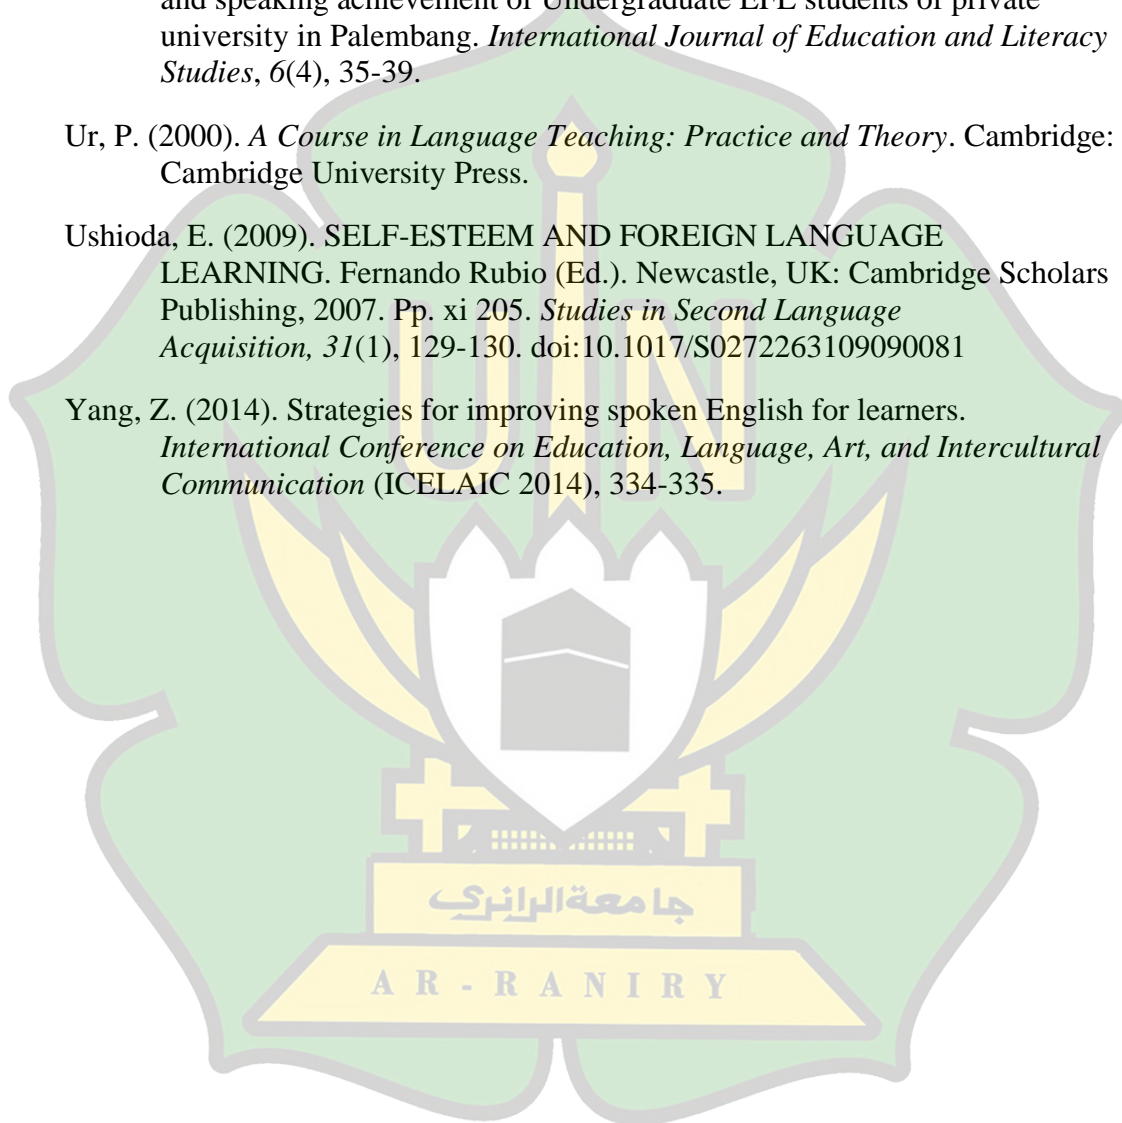 and speaking achievement of Undergraduate EFL students of private
university in Palembang. International Journal of Education and Literacy
Studies, 6(4), 35-39.
Ur, P. (2000). A Course in Language Teaching: Practice and Theory. Cambridge:
Cambridge University Press.
Ushioda, E. (2009). SELF-ESTEEM AND FOREIGN LANGUAGE
LEARNING. Fernando Rubio (Ed.). Newcastle, UK: Cambridge Scholars
Publishing, 2007. Pp. xi 205. Studies in Second Language
Acquisition, 31(1), 129-130. doi:10.1017/S0272263109090081
Yang, Z. (2014). Strategies for improving spoken English for learners.
International Conference on Education, Language, Art, and Intercultural
Communication (ICELAIC 2014), 334-335.
UIN
جامعةالرانري
AR-RANIRY